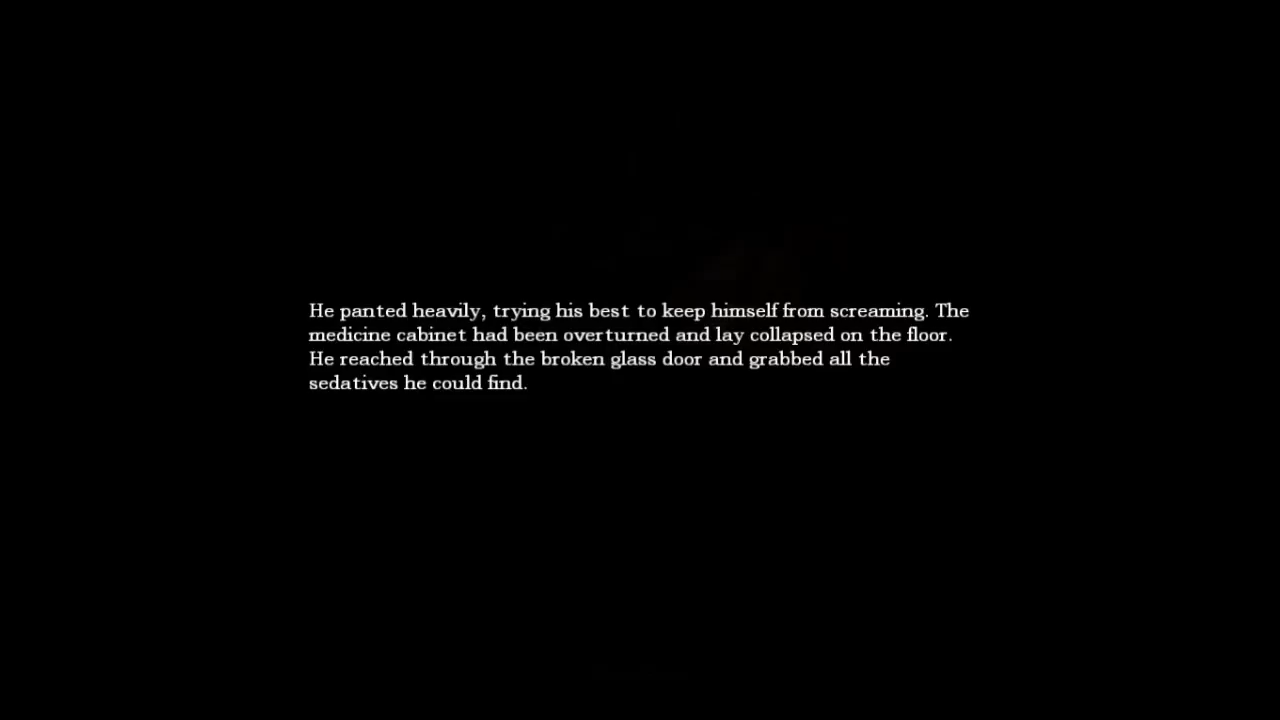 He panted heavily, trying his best to keep himself from screaming. The
medicine cabinet had been overturned and lay collapsed on the floor.
He reached through the broken glass door and grabbed all the
sedatives he could find.